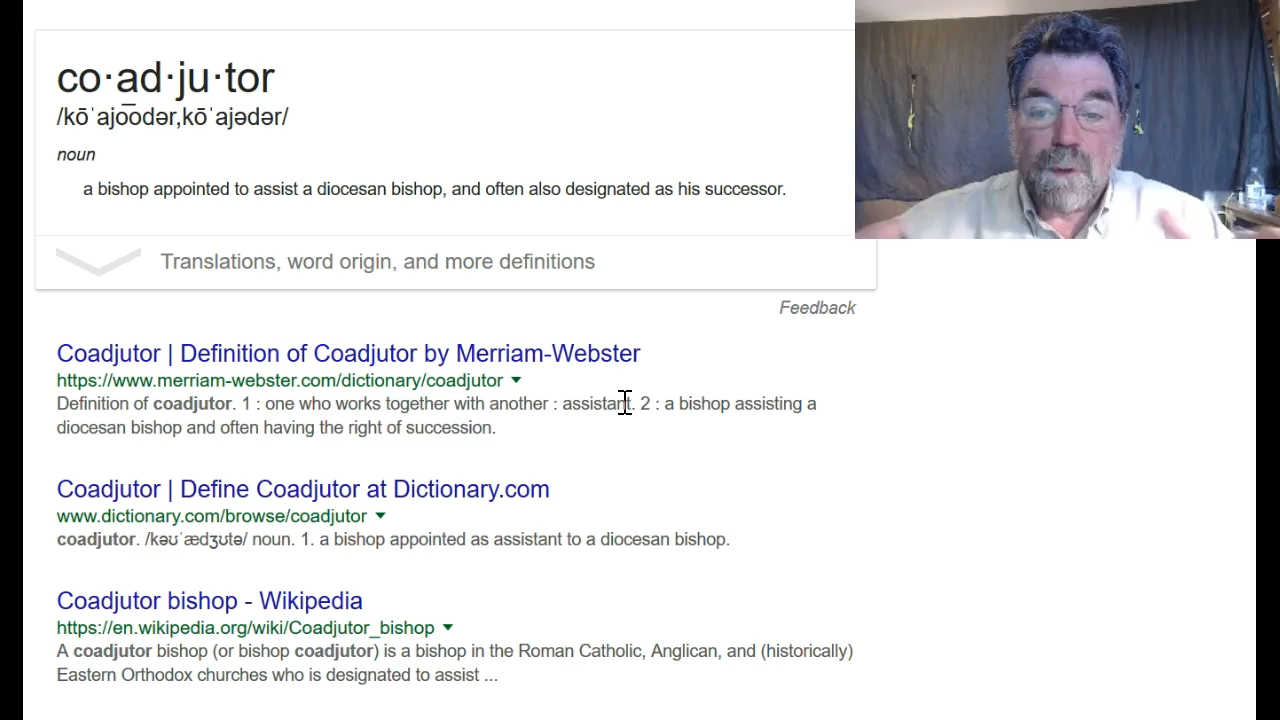 co·ad·ju·tor
/kōˈajo͞odər,kōˈajədər/
noun
a bishop appointed to assist a diocesan bishop, and often also designated as his successor.
Translations, word origin, and more definitions
Feedback
Coadjutor | Definition of Coadjutor by Merriam-Webster
https://www.merriam-webster.com/dictionary/coadjutor
Definition of coadjutor. 1 : one who works together with another : assistant. 2 : a bishop assisting a
diocesan bishop and often having the right of succession.
Coadjutor | Define Coadjutor at Dictionary.com
www.dictionary.com/browse/coadjutor
coadjutor. /kəʊˈædʒʊtə/ noun. 1. a bishop appointed as assistant to a diocesan bishop.
Coadjutor bishop - Wikipedia
https://en.wikipedia.org/wiki/Coadjutor_bishop
A coadjutor bishop (or bishop coadjutor) is a bishop in the Roman Catholic, Anglican, and (historically)
Eastern Orthodox churches who is designated to assist ...